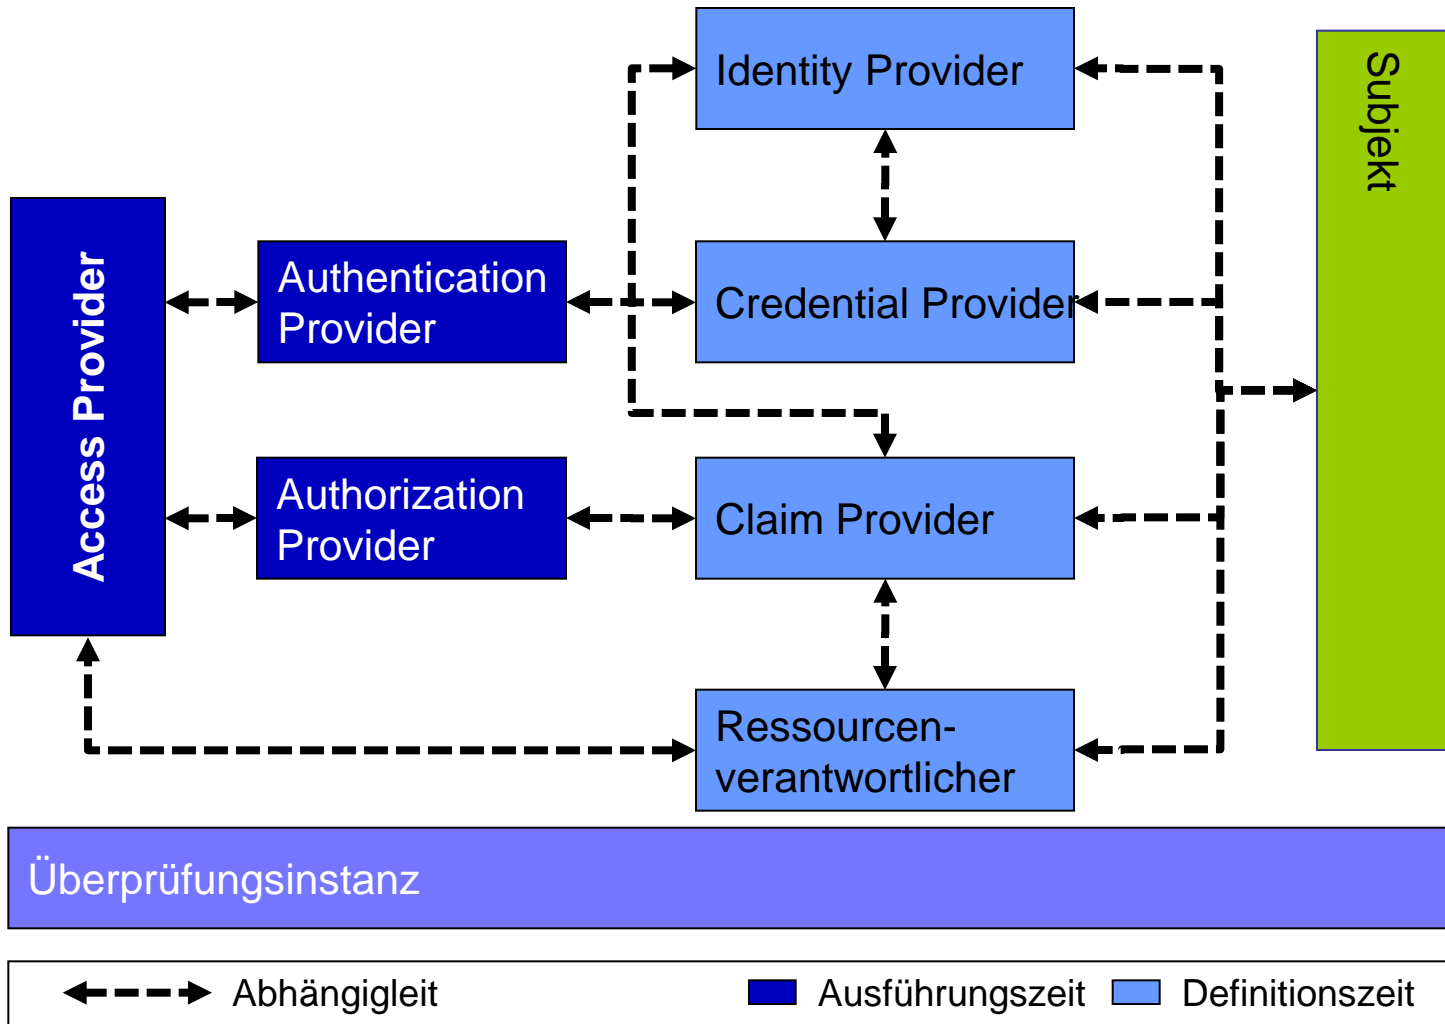 Identity Provider
Subjekt
Access Provider
Authentication
Provider
Credential Provider
Authorization
Provider
Claim Provider
Ressourcen-
verantwortlicher
Überprüfungsinstanz
Abhängigleit
Ausführungszeit
Definitionszeit